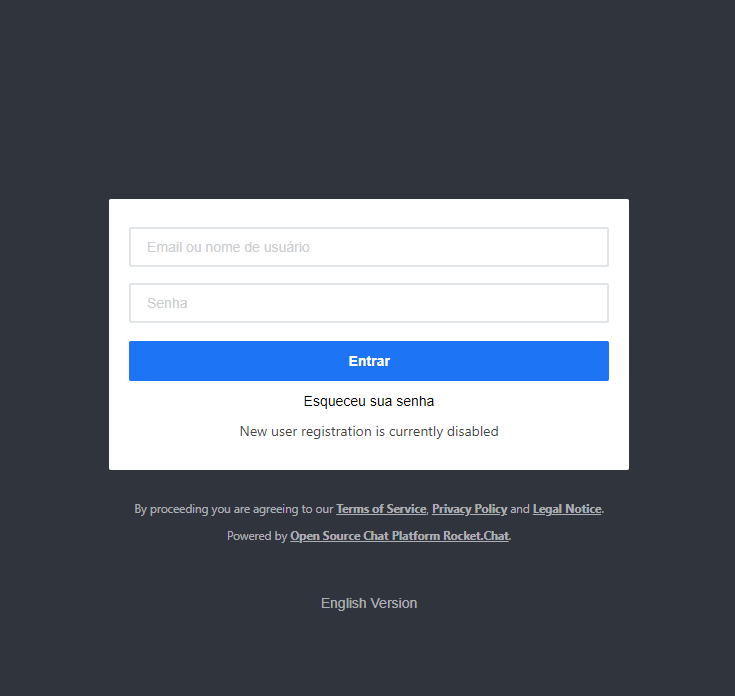 Email ou nome de usuário
Senha
Entrar
Esqueceu sua senha
New user registration is currently disabled
By proceeding you are agreeing to our Terms of Service, Privacy Policy and Legal Notice.
Powered by Open Source Chat Platform Rocket.Chat.
English Version